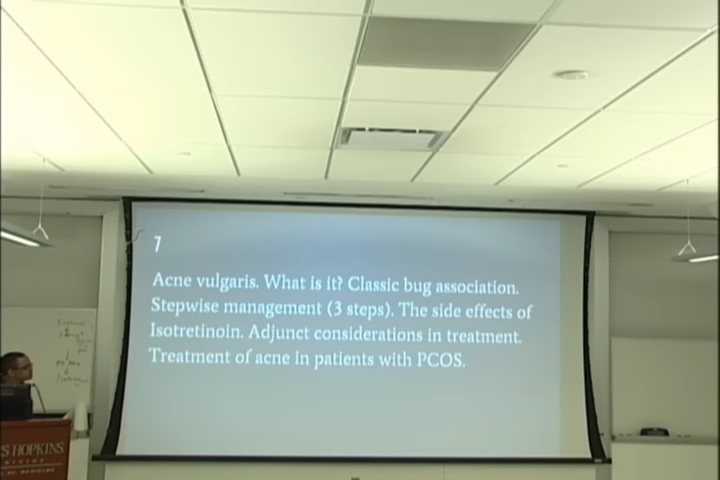 7
Acne vulgaris. What is it? Classic bug association.
Stepwise management (3 steps). The side effects of
Isotretinoin. Adjunct considerations in treatment.
Treatment of acne in patients with PCOS.
HOPKINS